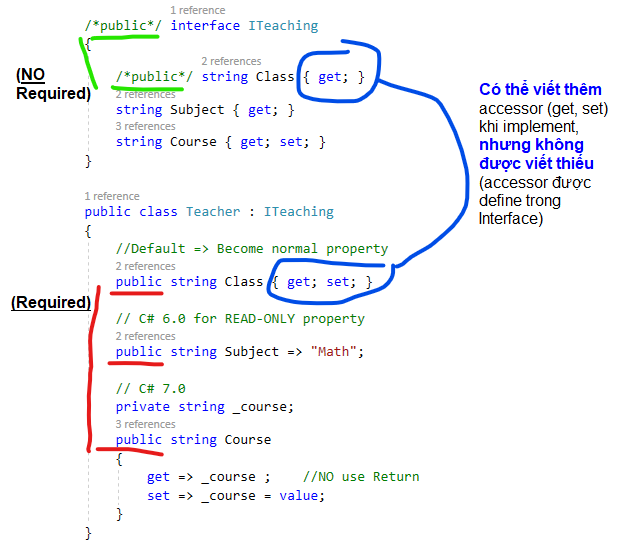 1 reference
/*public*/ interface ITeaching
{
2 references
(NO Required) /*public*/ string Class { get; }
2 references
string Subject { get; }
3 references
string Course { get; set; }
}
Có thể viết thêm
accessor (get, set)
khi implement,
nhưng không
được viết thiếu
(accessor được
define trong
Interface)
1 reference
public class Teacher : ITeaching
{
//Default => Become normal property
2 references
public string Class { get; set; }
(Required)
// C# 6.0 for READ-ONLY property
2 references
public string Subject => "Math";
// C# 7.0
private string _course;
3 references
public string Course
{
get => _course ; //NO use Return
set => _course = value;
}
}